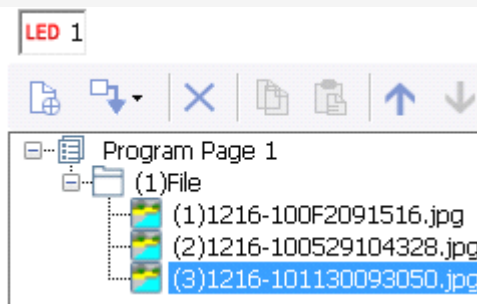 LED 1
Program Page 1
(1)File
(1)1216-100F2091516.jpg
(2)1216-100529104328.jpg
(3)1216-101130093050.jpg